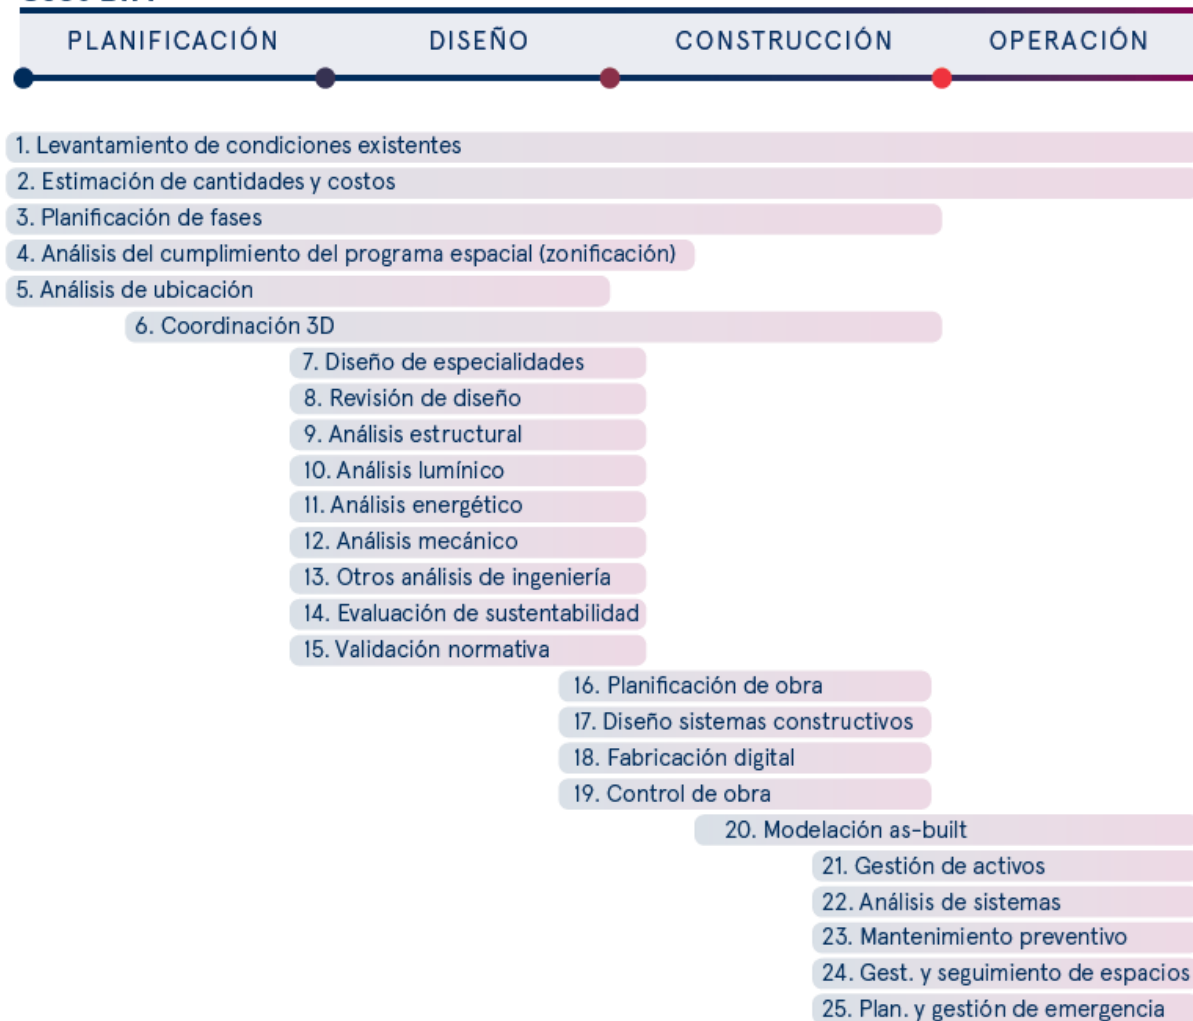 PLANIFICACIÓN DISEÑO CONSTRUCCIÓN OPERACIÓN
1. Levantamiento de condiciones existentes
2. Estimación de cantidades y costos
3. Planificación de fases
4. Análisis del cumplimiento del programa espacial (zonificación)
5. Análisis de ubicación
6. Coordinación 3D
7. Diseño de especialidades
8. Revisión de diseño
9. Análisis estructural
10. Análisis lumínico
11. Análisis energético
12. Análisis mecánico
13. Otros análisis de ingeniería
14. Evaluación de sustentabilidad
15. Validación normativa
16. Planificación de obra
17. Diseño sistemas constructivos
18. Fabricación digital
19. Control de obra
20. Modelación as-built
21. Gestión de activos
22. Análisis de sistemas
23. Mantenimiento preventivo
24. Gest. y seguimiento de espacios
25. Plan. y gestión de emergencia